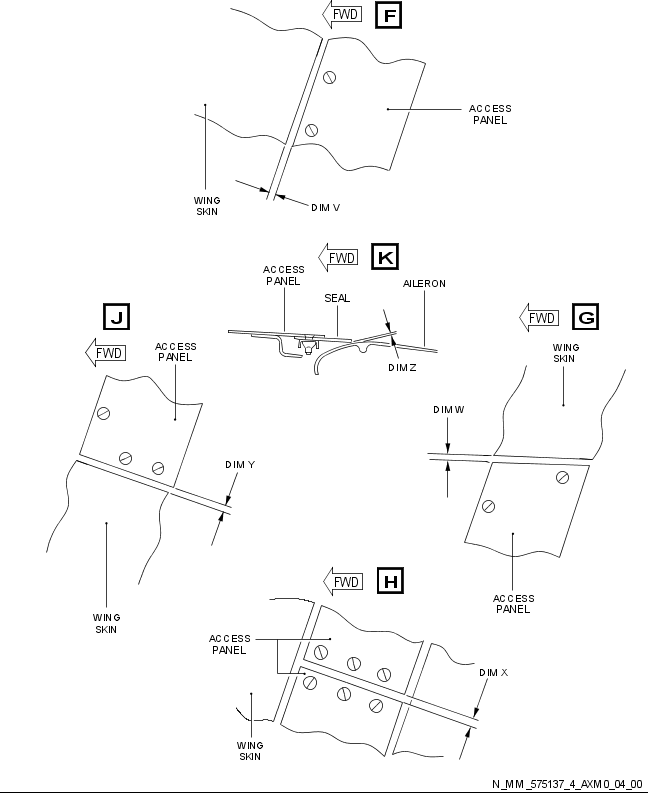 FWD F
ACCESS
PANEL
WING
SKIN
DIM V
FWD K
ACCESS
PANEL
SEAL
AILERON
DIM Z
J
FWD
ACCESS
PANEL
DIM Y
WING
SKIN
FWD G
WING
SKIN
DIM W
ACCESS
PANEL
FWD H
ACCESS
PANEL
DIM X
WING
SKIN
N_MM_575137_4_AXM0_04_00